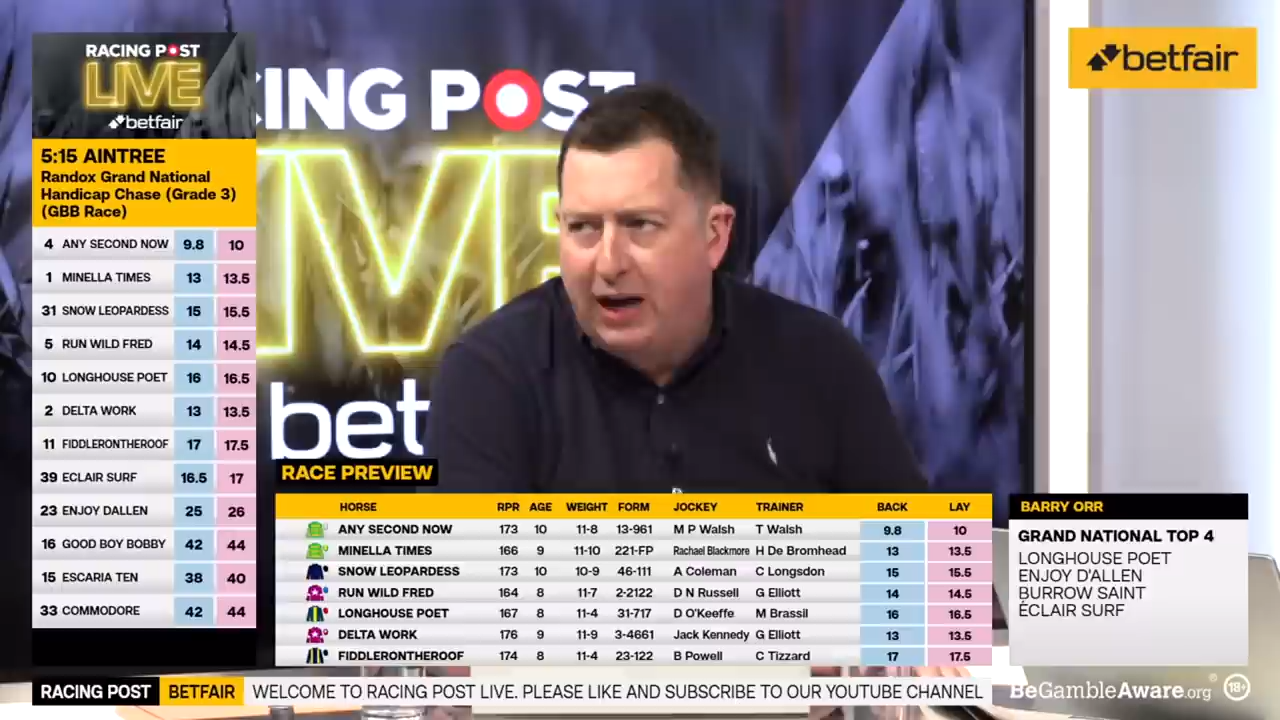 RACING POST
LIVE
betfair
5:15 AINTREE
Randox Grand National
Handicap Chase (Grade 3)
(GBB Race)
4 ANY SECOND NOW 9.8 10
1 MINELLA TIMES 13 13.5
31 SNOW LEOPARDESS 15 15.5
5 RUN WILD FRED 14 14.5
10 LONGHOUSE POET 16 16.5
2 DELTA WORK 13 13.5
11 FIDDLERONTHEROOF 17 17.5
39 ECLAIR SURF 16.5 17
23 ENJOY DALLEN 25 26
16 GOOD BOY BOBBY 42 44
15 ESCARIA TEN 38 40
33 COMMODORE 42 44
CING POST
IVE
bet
betfair
RACE PREVIEW
HORSE RPR AGE WEIGHT FORM JOCKEY TRAINER BACK LAY
ANY SECOND NOW 173 10 11-8 13-961 M P Walsh T Walsh 9.8 10
MINELLA TIMES 166 9 11-10 221-FP Rachael Blackmore H De Bromhead 13 13.5
SNOW LEOPARDESS 173 10 10-9 46-111 A Coleman C Longsdon 15 15.5
RUN WILD FRED 164 8 11-7 2-2122 D N Russell G Elliott 14 14.5
LONGHOUSE POET 167 8 11-4 31-717 D O'Keeffe M Brassil 16 16.5
DELTA WORK 176 9 11-9 3-4661 Jack Kennedy G Elliott 13 13.5
FIDDLERONTHEROOF 174 8 11-4 23-122 B Powell C Tizzard 17 17.5
BARRY ORR
GRAND NATIONAL TOP 4
LONGHOUSE POET
ENJOY D'ALLEN
BURROW SAINT
ÉCLAIR SURF
RACING POST BETFAIR WELCOME TO RACING POST LIVE. PLEASE LIKE AND SUBSCRIBE TO OUR YOUTUBE CHANNEL
BeGambleAware.org® 18+